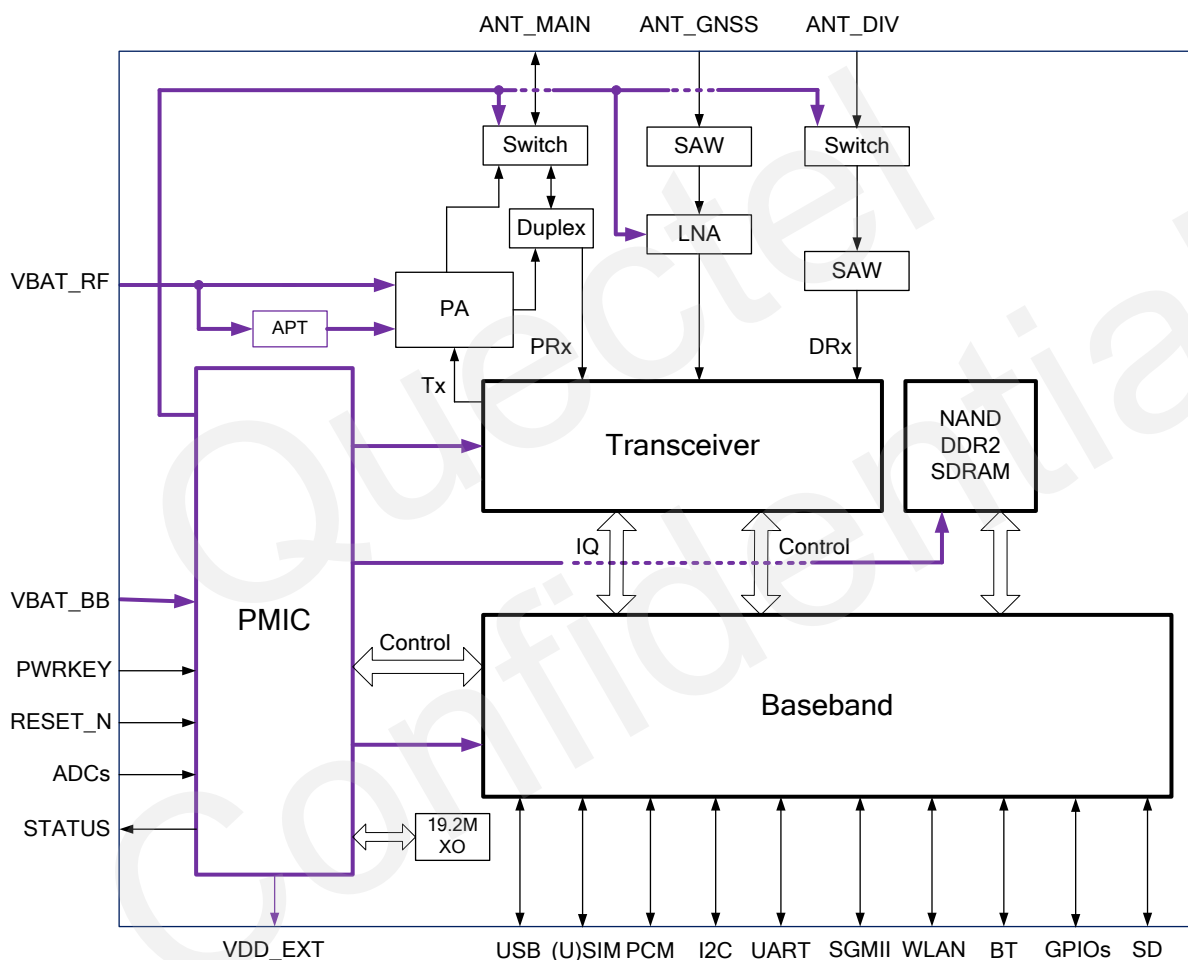 ANT_MAIN ANT_GNSS ANT_DIV
Switch SAW Switch
Duplex LNA
SAW
VBAT_RF
PA
APT
PRx DRx
Tx
Transceiver
NAND
DDR2
SDRAM
IQ Control
VBAT_BB
PMIC
Control
PWRKEY
Baseband
RESET_N
ADCs
STATUS
19.2M
XO
VDD_EXT USB (U)SIM PCM I2C UART SGMII WLAN BT GPIOs SD
Quectel
Confidential